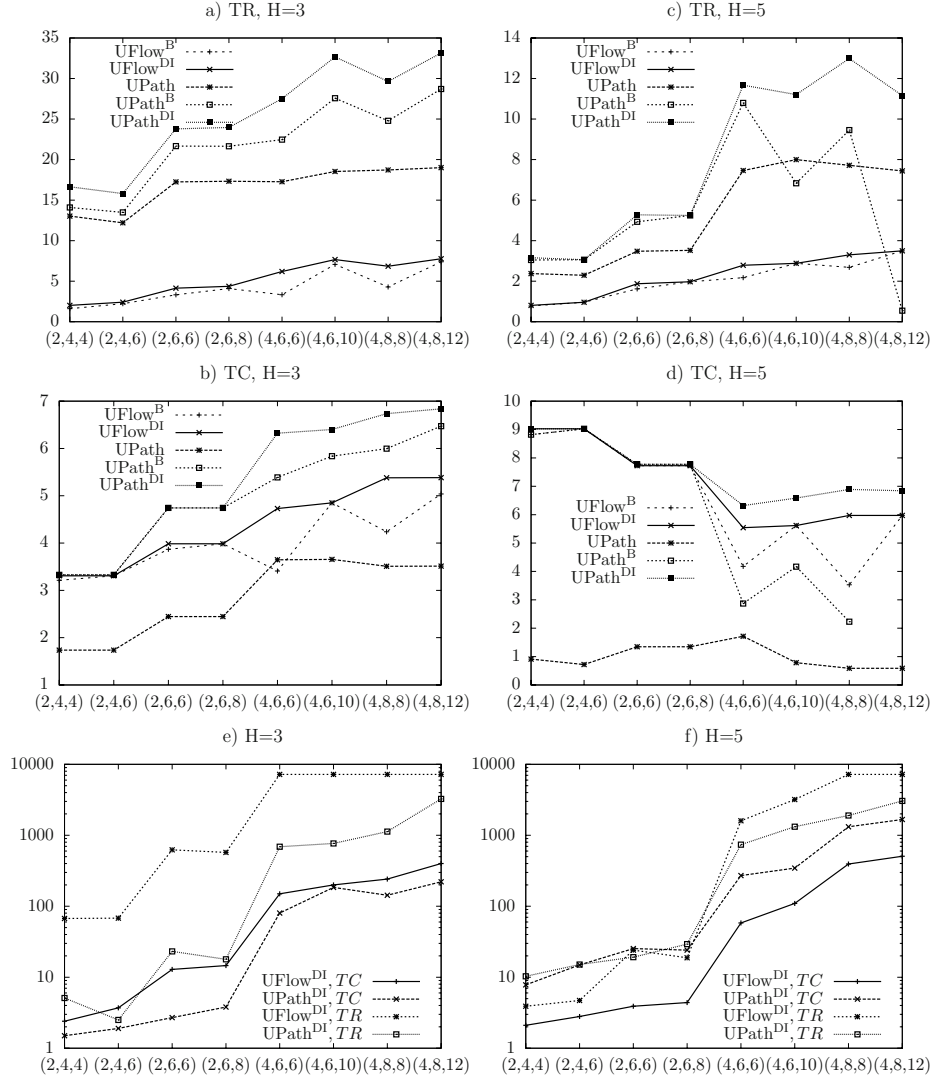 a) TR, H=3
35
30
25
20
15
10
5
0
UFlow^B
UFlow^DI
UPath
UPath^B
UPath^DI
(2,4,4) (2,4,6) (2,6,6) (2,6,8) (4,6,6) (4,6,10) (4,8,8) (4,8,12)
c) TR, H=5
14
12
10
8
6
4
2
0
UFlow^B
UFlow^DI
UPath
UPath^B
UPath^DI
(2,4,4) (2,4,6) (2,6,6) (2,6,8) (4,6,6) (4,6,10) (4,8,8) (4,8,12)
b) TC, H=3
7
6
5
4
3
2
1
UFlow^B
UFlow^DI
UPath
UPath^B
UPath^DI
(2,4,4) (2,4,6) (2,6,6) (2,6,8) (4,6,6) (4,6,10) (4,8,8) (4,8,12)
d) TC, H=5
10
9
8
7
6
5
4
3
2
1
0
UFlow^B
UFlow^DI
UPath
UPath^B
UPath^DI
(2,4,4) (2,4,6) (2,6,6) (2,6,8) (4,6,6) (4,6,10) (4,8,8) (4,8,12)
e) H=3
10000
1000
100
10
1
UFlow^DI, TC
UPath^DI, TC
UFlow^DI, TR
UPath^DI, TR
(2,4,4) (2,4,6) (2,6,6) (2,6,8) (4,6,6) (4,6,10) (4,8,8) (4,8,12)
f) H=5
10000
1000
100
10
1
UFlow^DI, TC
UPath^DI, TC
UFlow^DI, TR
UPath^DI, TR
(2,4,4) (2,4,6) (2,6,6) (2,6,8) (4,6,6) (4,6,10) (4,8,8) (4,8,12)